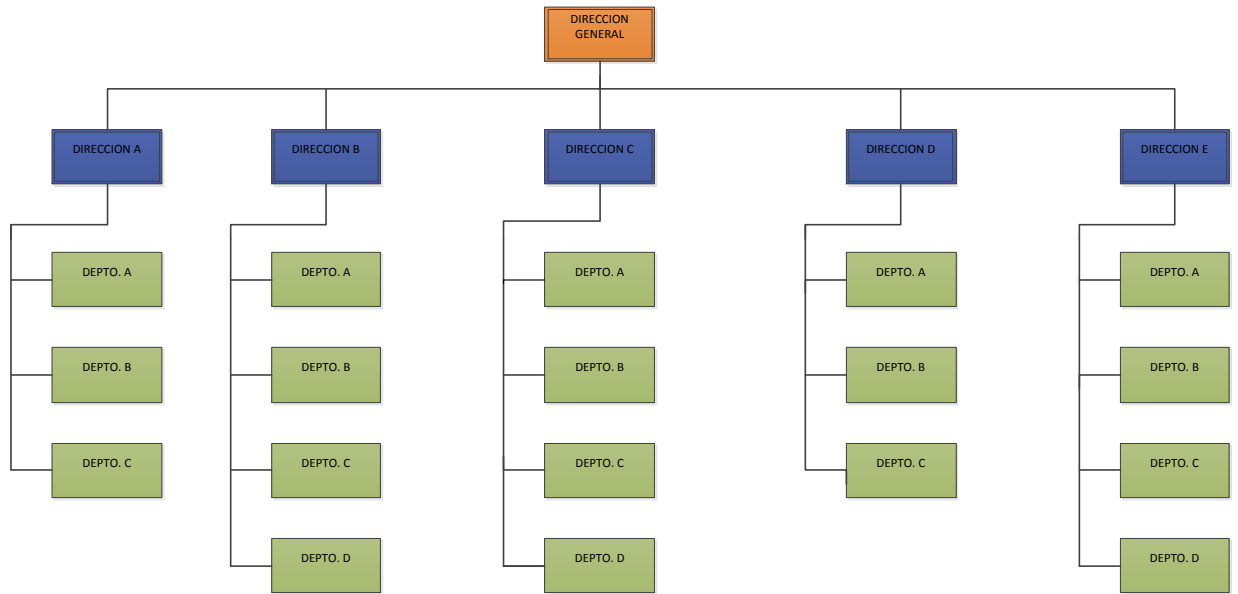 DIRECCION
GENERAL
DIRECCION A
DIRECCION B
DIRECCION C
DIRECCION D
DIRECCION E
DEPTO. A
DEPTO. A
DEPTO. A
DEPTO. A
DEPTO. A
DEPTO. B
DEPTO. B
DEPTO. B
DEPTO. B
DEPTO. B
DEPTO. C
DEPTO. C
DEPTO. C
DEPTO. C
DEPTO. C
DEPTO. D
DEPTO. D
DEPTO. D